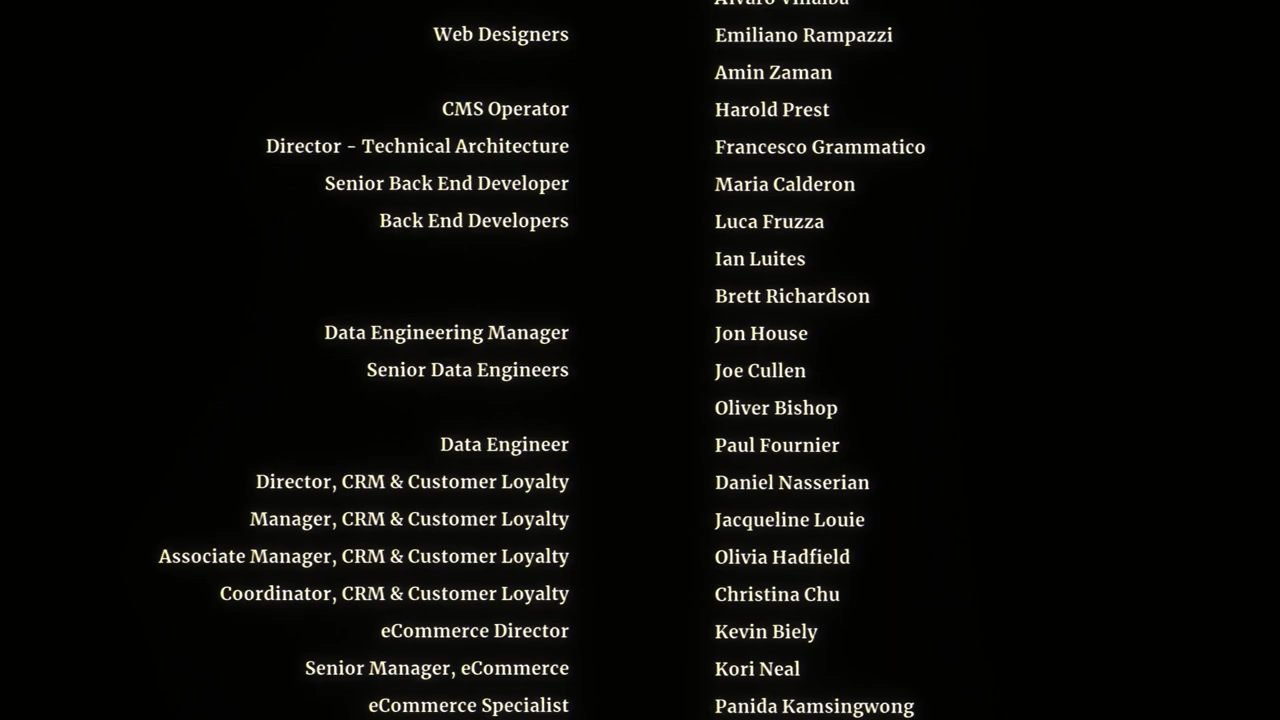 Alvaro Villalba
Web Designers Emiliano Rampazzi
Amin Zaman
CMS Operator Harold Prest
Director - Technical Architecture Francesco Grammatico
Senior Back End Developer Maria Calderon
Back End Developers Luca Fruzza
Ian Luites
Brett Richardson
Data Engineering Manager Jon House
Senior Data Engineers Joe Cullen
Oliver Bishop
Data Engineer Paul Fournier
Director, CRM & Customer Loyalty Daniel Nasserian
Manager, CRM & Customer Loyalty Jacqueline Louie
Associate Manager, CRM & Customer Loyalty Olivia Hadfield
Coordinator, CRM & Customer Loyalty Christina Chu
eCommerce Director Kevin Biely
Senior Manager, eCommerce Kori Neal
eCommerce Specialist Panida Kamsingwong